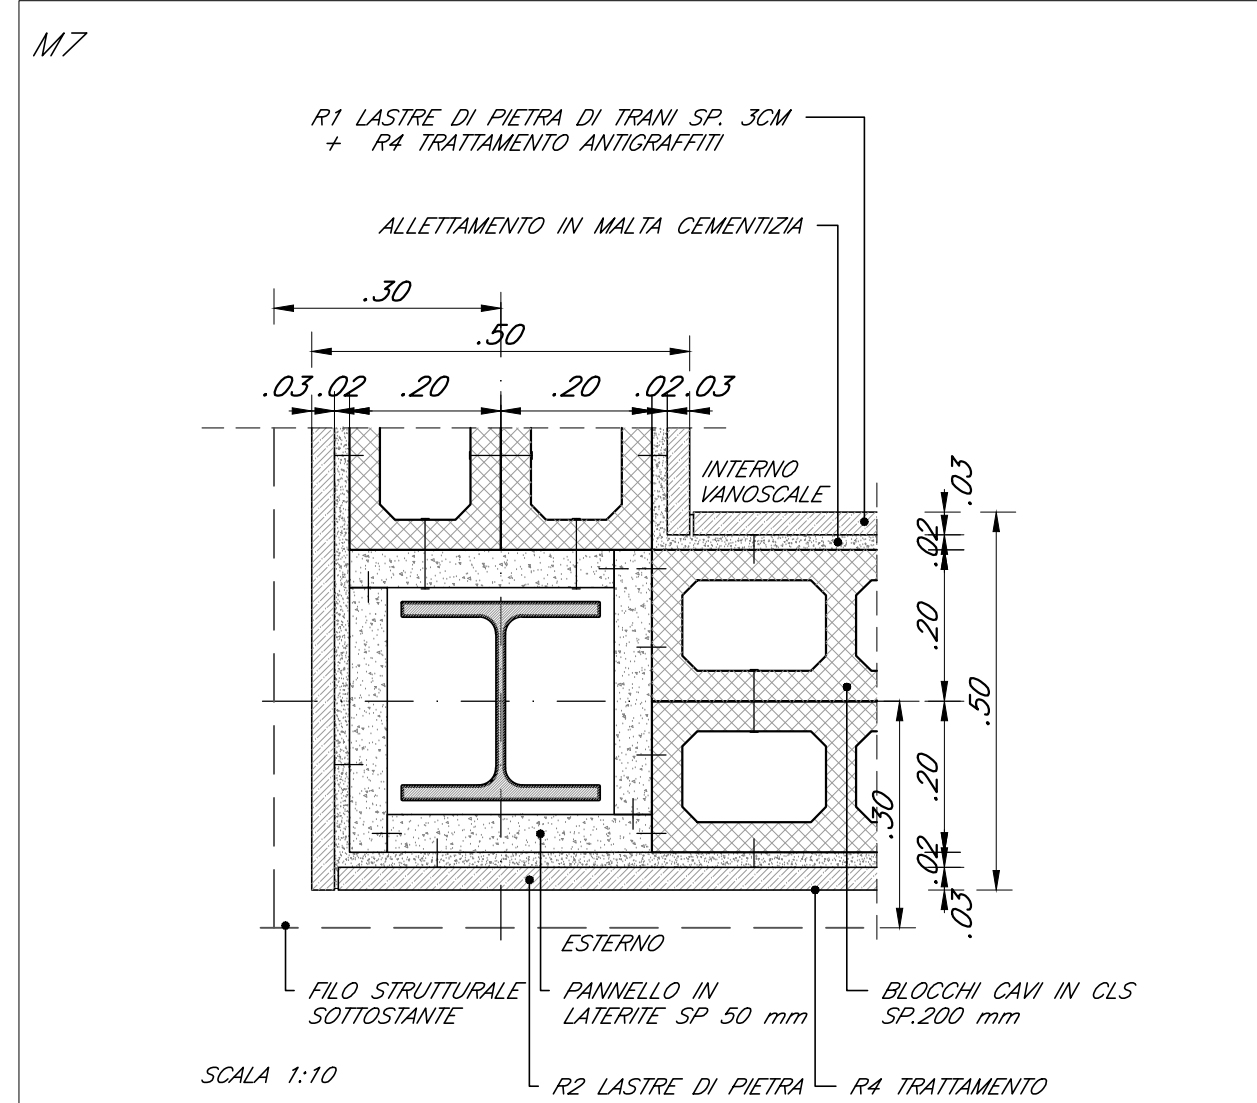 M7
R1 LASTRE DI PIETRA DI TRANI SP. 3CM
+ R4 TRATTAMENTO ANTIGRAFFITI
ALLETTAMENTO IN MALTA CEMENTIZIA
.30
.50
.03 .02 .20 .20 .02 .03
INTERNO
VANOSCALE
.03
.02
.20
.50
.20
.30
.02
.03
ESTERNO
FILO STRUTTURALE
SOTTOSTANTE
PANNELLO IN
LATERITE SP 50 mm
BLOCCHI CAVI IN CLS
SP.200 mm
SCALA 1:10
R2 LASTRE DI PIETRA
R4 TRATTAMENTO